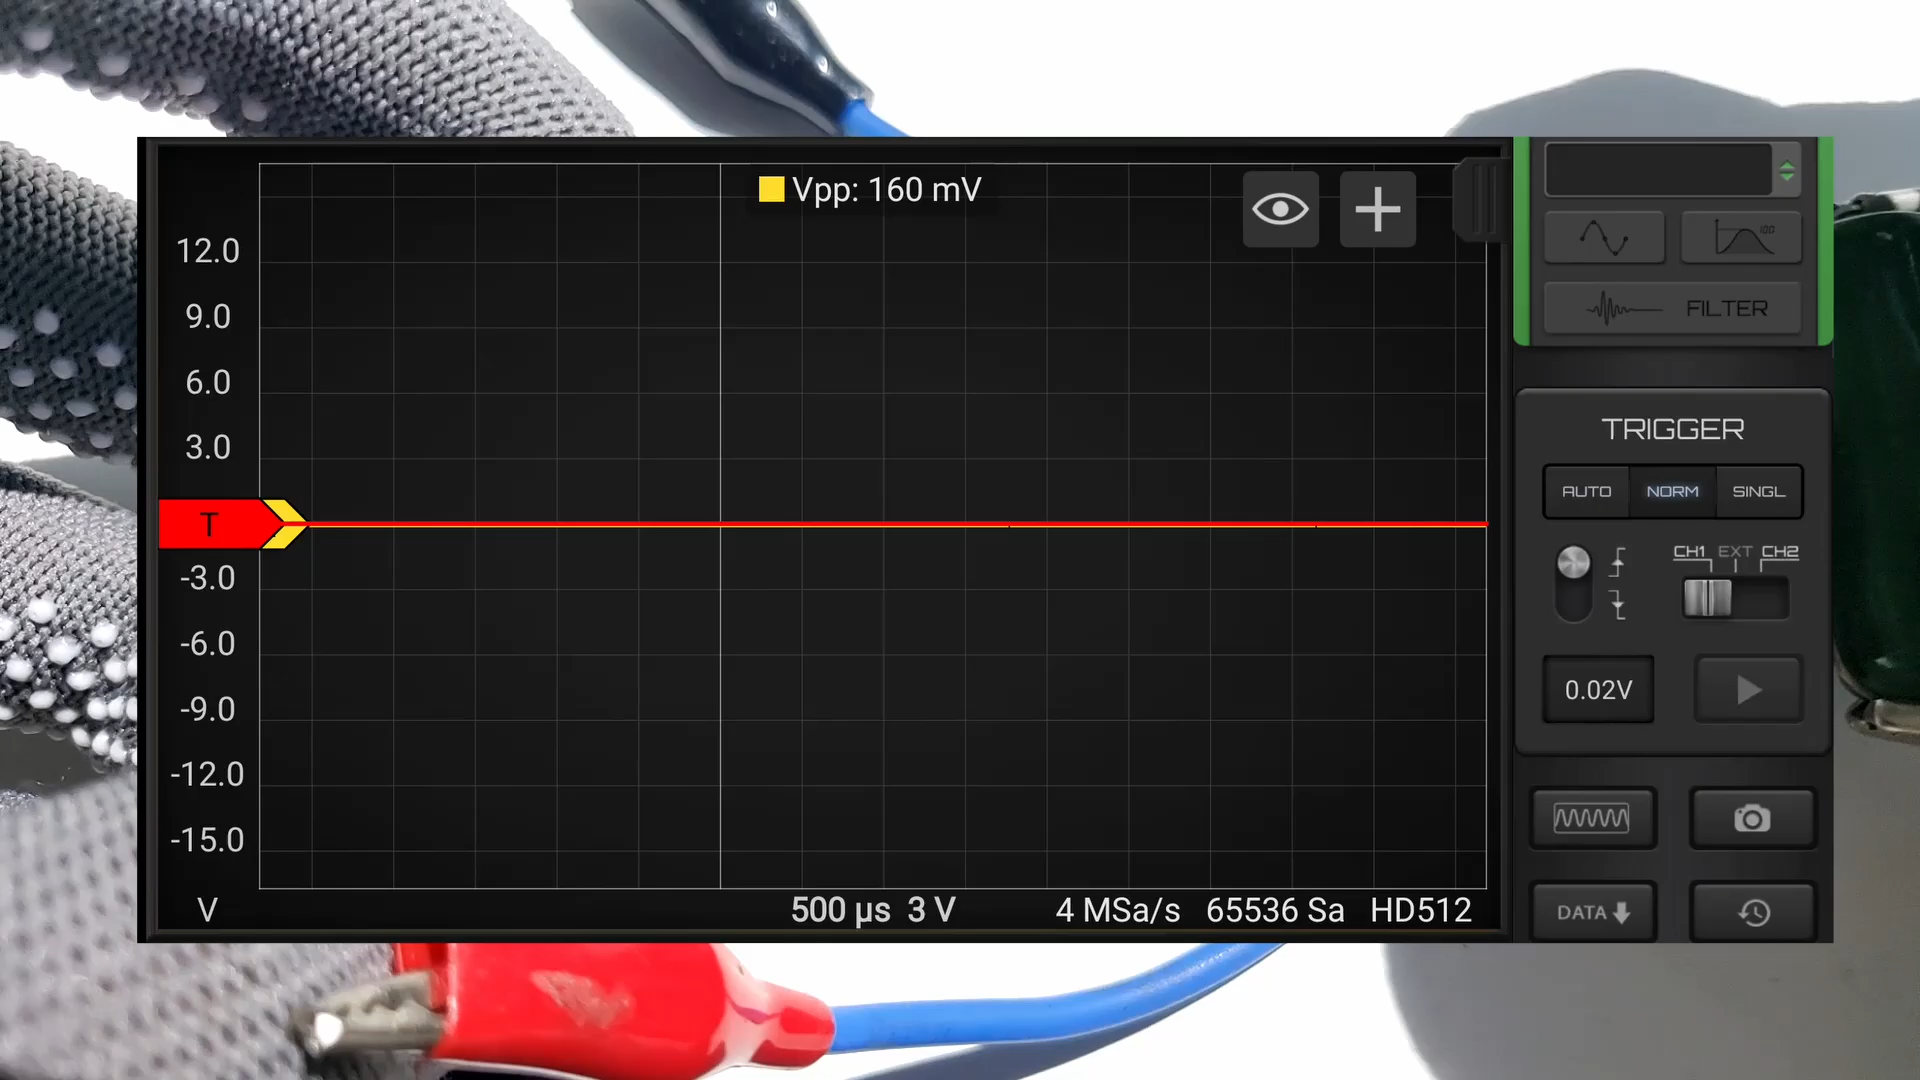 Vpp: 160 mV
12.0
9.0
6.0
3.0
T
-3.0
-6.0
-9.0
-12.0
-15.0
V
500 µs 3 V 4 MSa/s 65536 Sa HD512
100
FILTER
TRIGGER
AUTO NORM SINGL
CH1 EXT CH2
0.02V
DATA